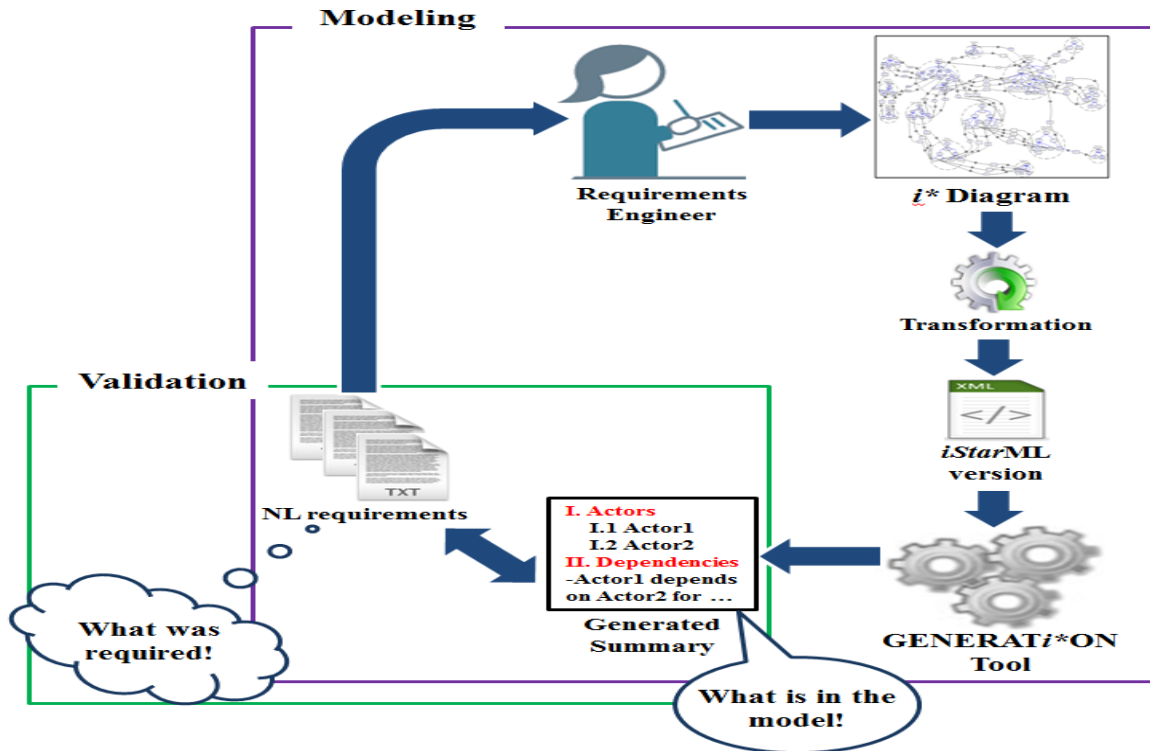 Modeling
Requirements
Engineer
i* Diagram
Transformation
XML
</>
iStarML
version
GENERATi*ON
Tool
Validation
TXT
NL requirements
I. Actors
I.1 Actor1
I.2 Actor2
II. Dependencies
-Actor1 depends
on Actor2 for ...
Generated
Summary
What was
required!
What is in the
model!